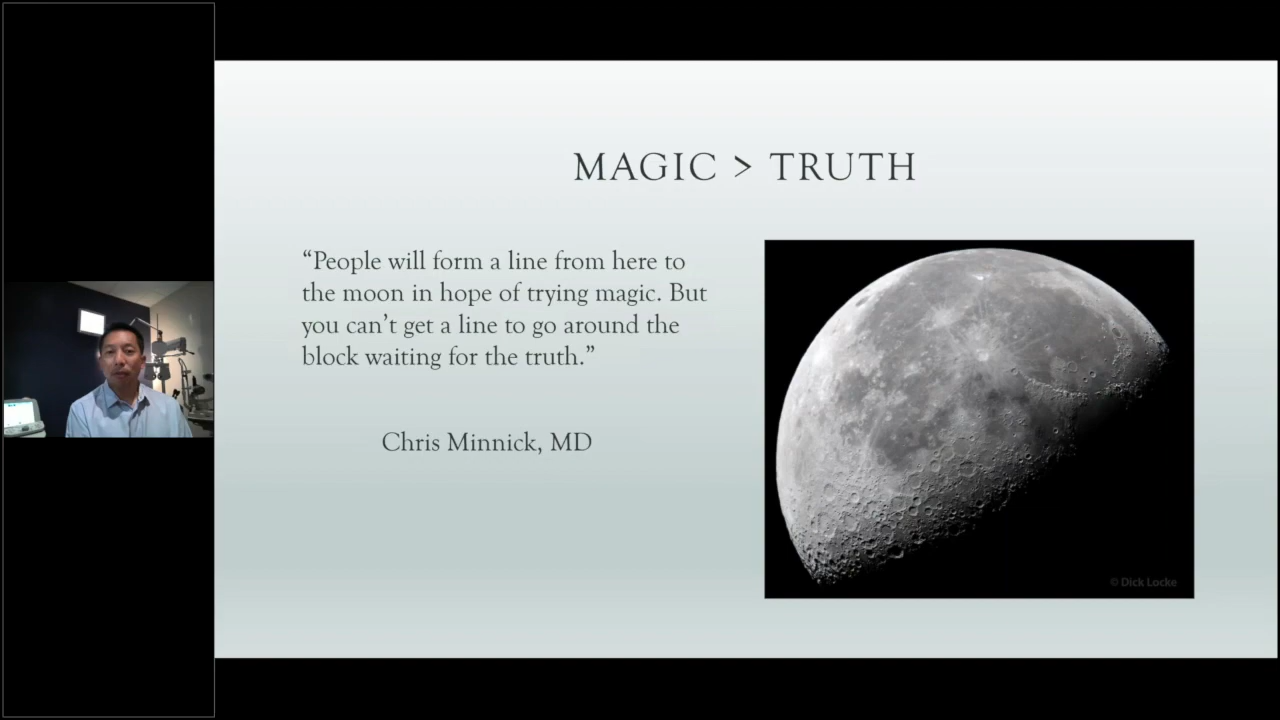 MAGIC > TRUTH
“People will form a line from here to
the moon in hope of trying magic. But
you can’t get a line to go around the
block waiting for the truth.”
Chris Minnick, MD
© Dick Locke